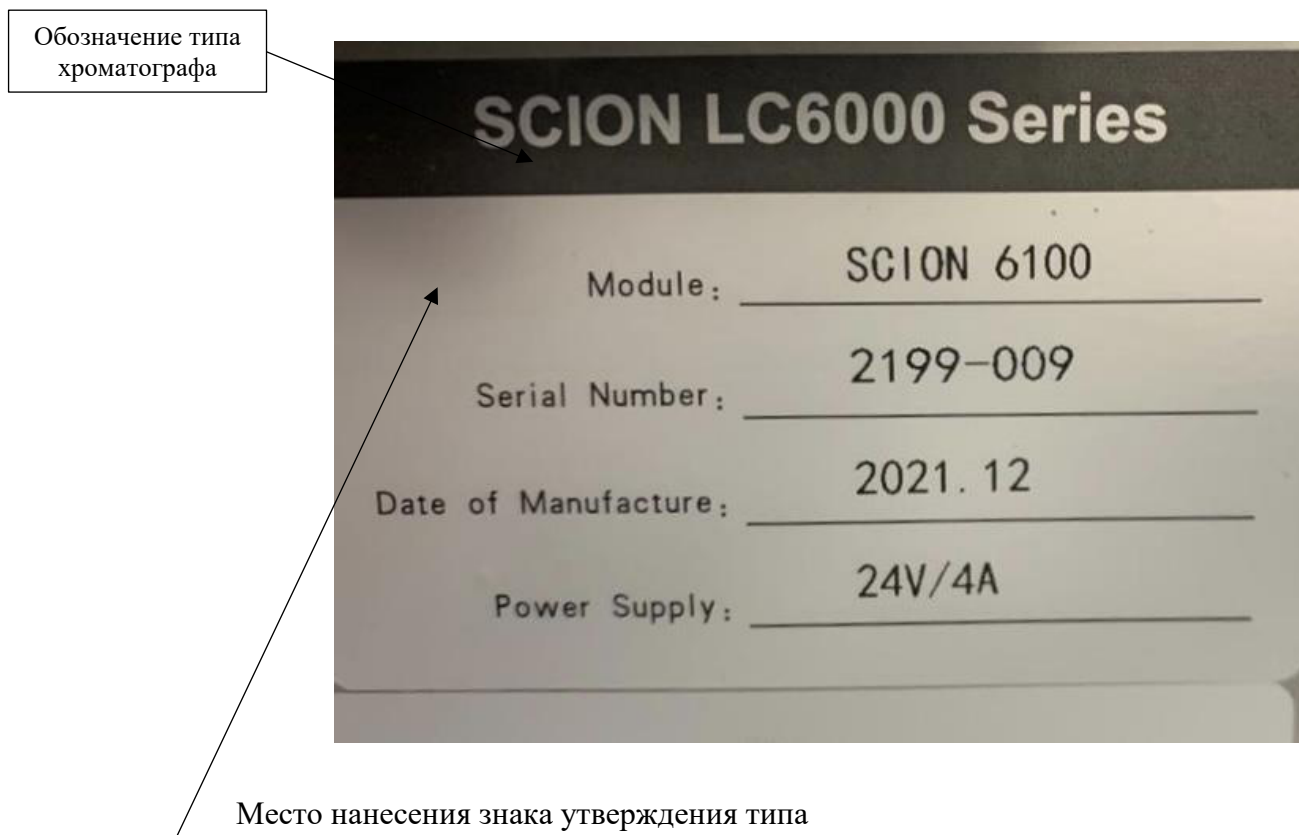 Обозначение типа
хроматографа
SCION LC6000 Series
Module: SCION 6100
Serial Number: 2199-009
Date of Manufacture: 2021.12
Power Supply: 24V/4A
Место нанесения знака утверждения типа